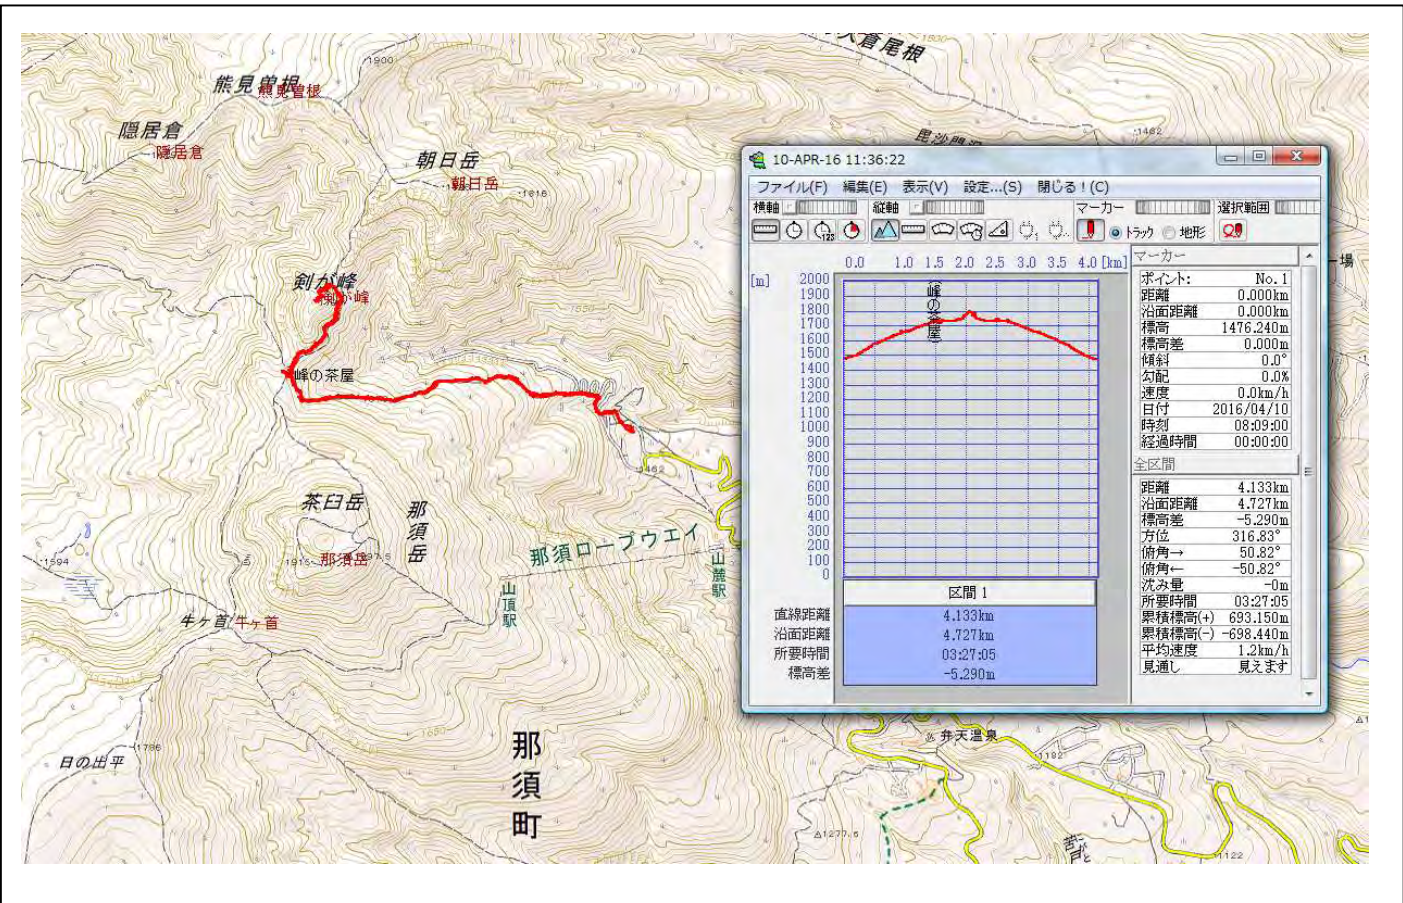 大倉尾根
1900
熊見曽根
熊見曽根
隠居倉
隠居倉
朝日岳
朝日岳
1816
1462
剣が峰
剣が峰
峰の茶屋
1462
茶臼岳
那須岳
1915
那須岳
那須ロープウエイ
山麓駅
山頂駅
1594
牛ヶ首
牛ヶ首
1786
日の出平
那須町
弁天温泉
1182
1277.5
1122
場
10-APR-16 11:36:22
ファイル(F) 編集(E) 表示(V) 設定...(S) 閉じる！(C)
横軸 縦軸 マーカー 選択範囲
トラック 地形
0.0 1.0 1.5 2.0 2.5 3.0 3.5 4.0 [km]
[m]
2000
1900
1800
1700
1600
1500
1400
1300
1200
1100
1000
900
800
700
600
500
400
300
200
100
0
(峰の茶屋)
区間 1
直線距離 4.133km
沿面距離 4.727km
所要時間 03:27:05
標高差 -5.290m
マーカー
ポイント: No. 1
距離 0.000km
沿面距離 0.000km
標高 1476.240m
標高差 0.000m
傾斜 0.0°
勾配 0.0%
速度 0.0km/h
日付 2016/04/10
時刻 08:09:00
経過時間 00:00:00
全区間
距離 4.133km
沿面距離 4.727km
標高差 -5.290m
方位 316.83°
俯角→ 50.82°
俯角← -50.82°
沈み量 -0m
所要時間 03:27:05
累積標高(+) 693.150m
累積標高(-) -698.440m
平均速度 1.2km/h
見通し 見えます